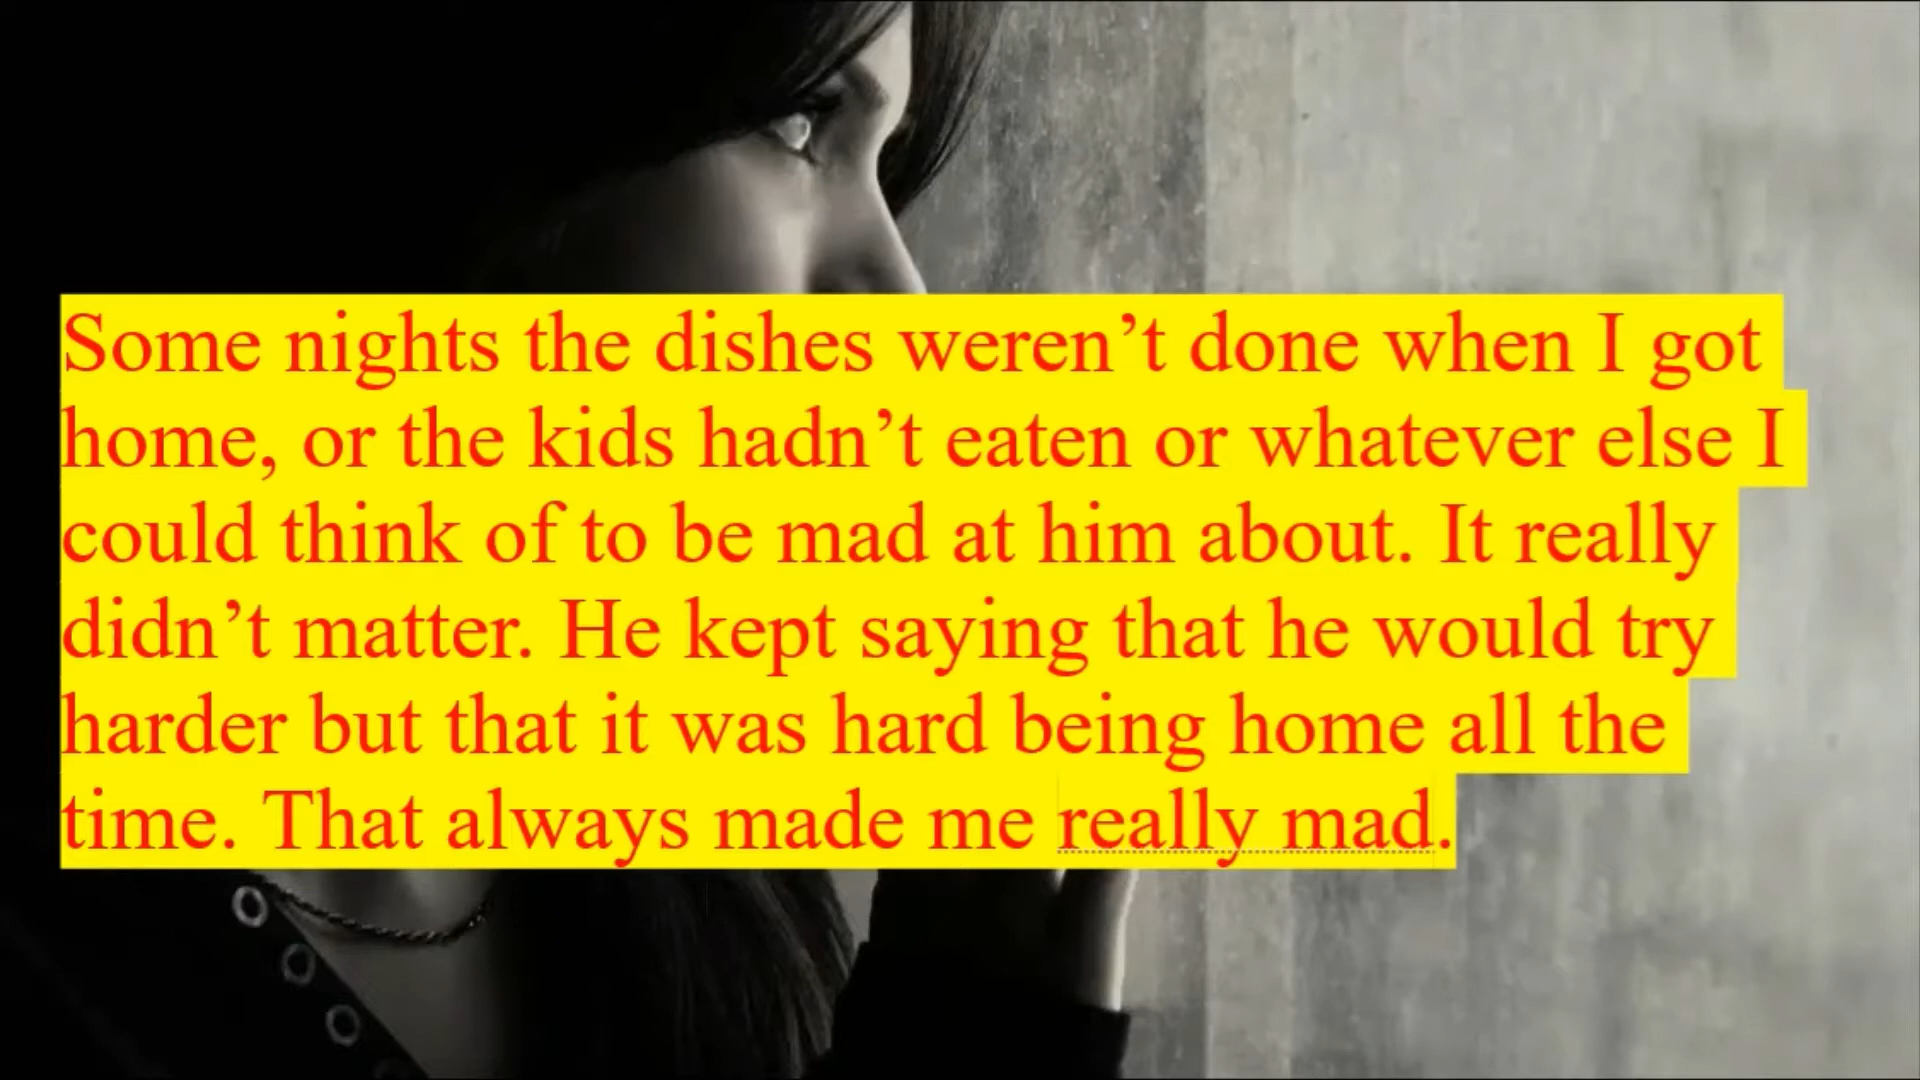 Some nights the dishes weren’t done when I got
home, or the kids hadn’t eaten or whatever else I
could think of to be mad at him about. It really
didn’t matter. He kept saying that he would try
harder but that it was hard being home all the
time. That always made me really mad.